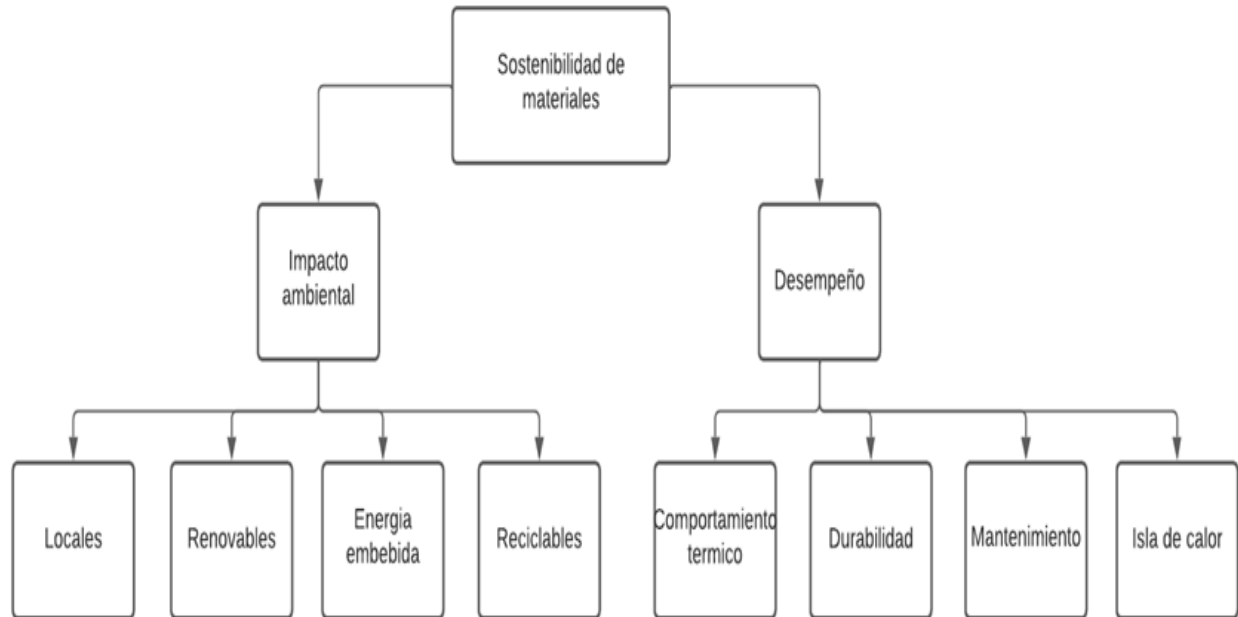 Sostenibilidad de
materiales
Impacto
ambiental
Desempeño
Locales
Renovables
Energia
embebida
Reciclables
Comportamiento
termico
Durabilidad
Mantenimiento
Isla de calor